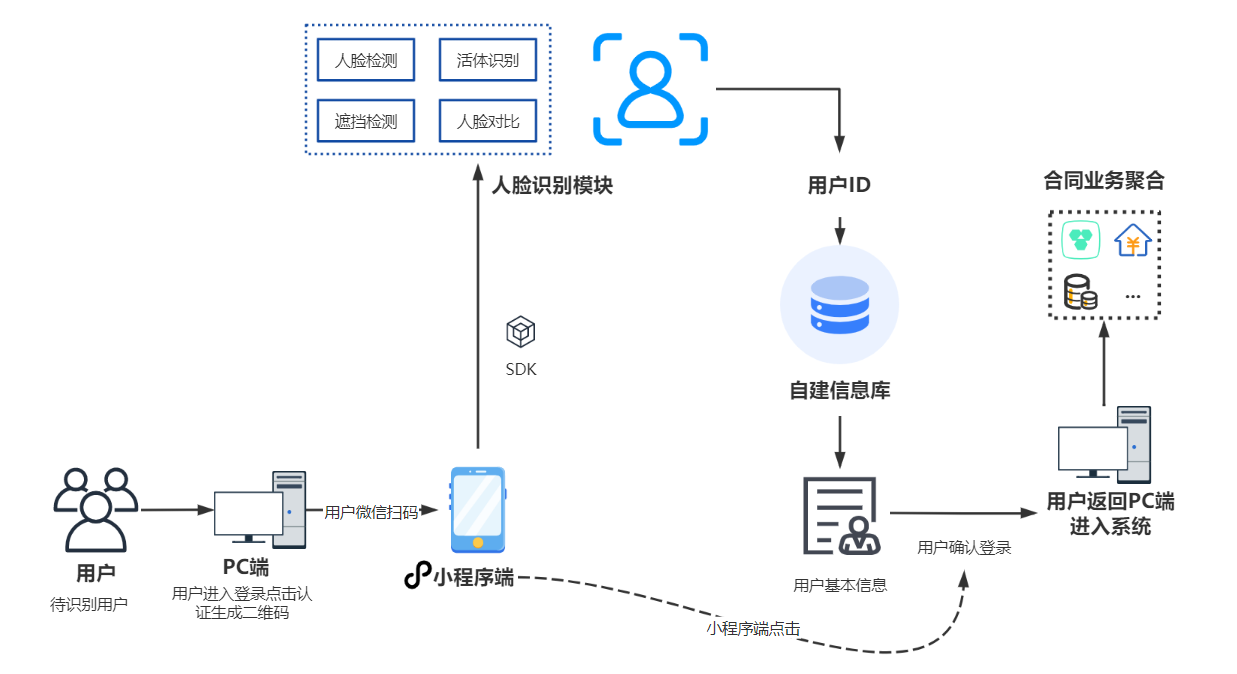 人脸检测
活体识别
遮挡检测
人脸对比
人脸识别模块
用户ID
合同业务聚合
¥
...
SDK
自建信息库
用户
待识别用户
PC端
用户进入登录点击认
证生成二维码
用户微信扫码
小程序端
用户基本信息
用户确认登录
用户返回PC端
进入系统
小程序端点击